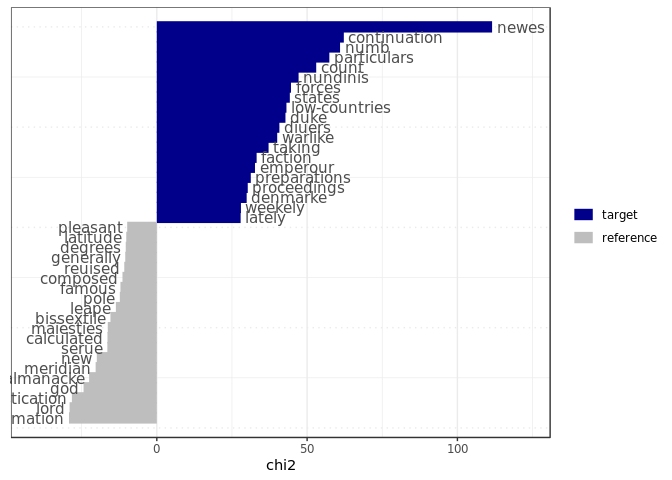 newes
continuation
numb
particulars
count
nundinis
forces
states
low-countries
duke
diuers
warlike
taking
faction
emperour
preparations
proceedings
denmarke
weekely
lately
pleasant
latitude
degrees
generally
reuised
composed
famous
pole
leape
bissextile
maiesties
calculated
serue
new
meridian
almanacke
god
tication
lord
mation
target
reference
0 50 100
chi2